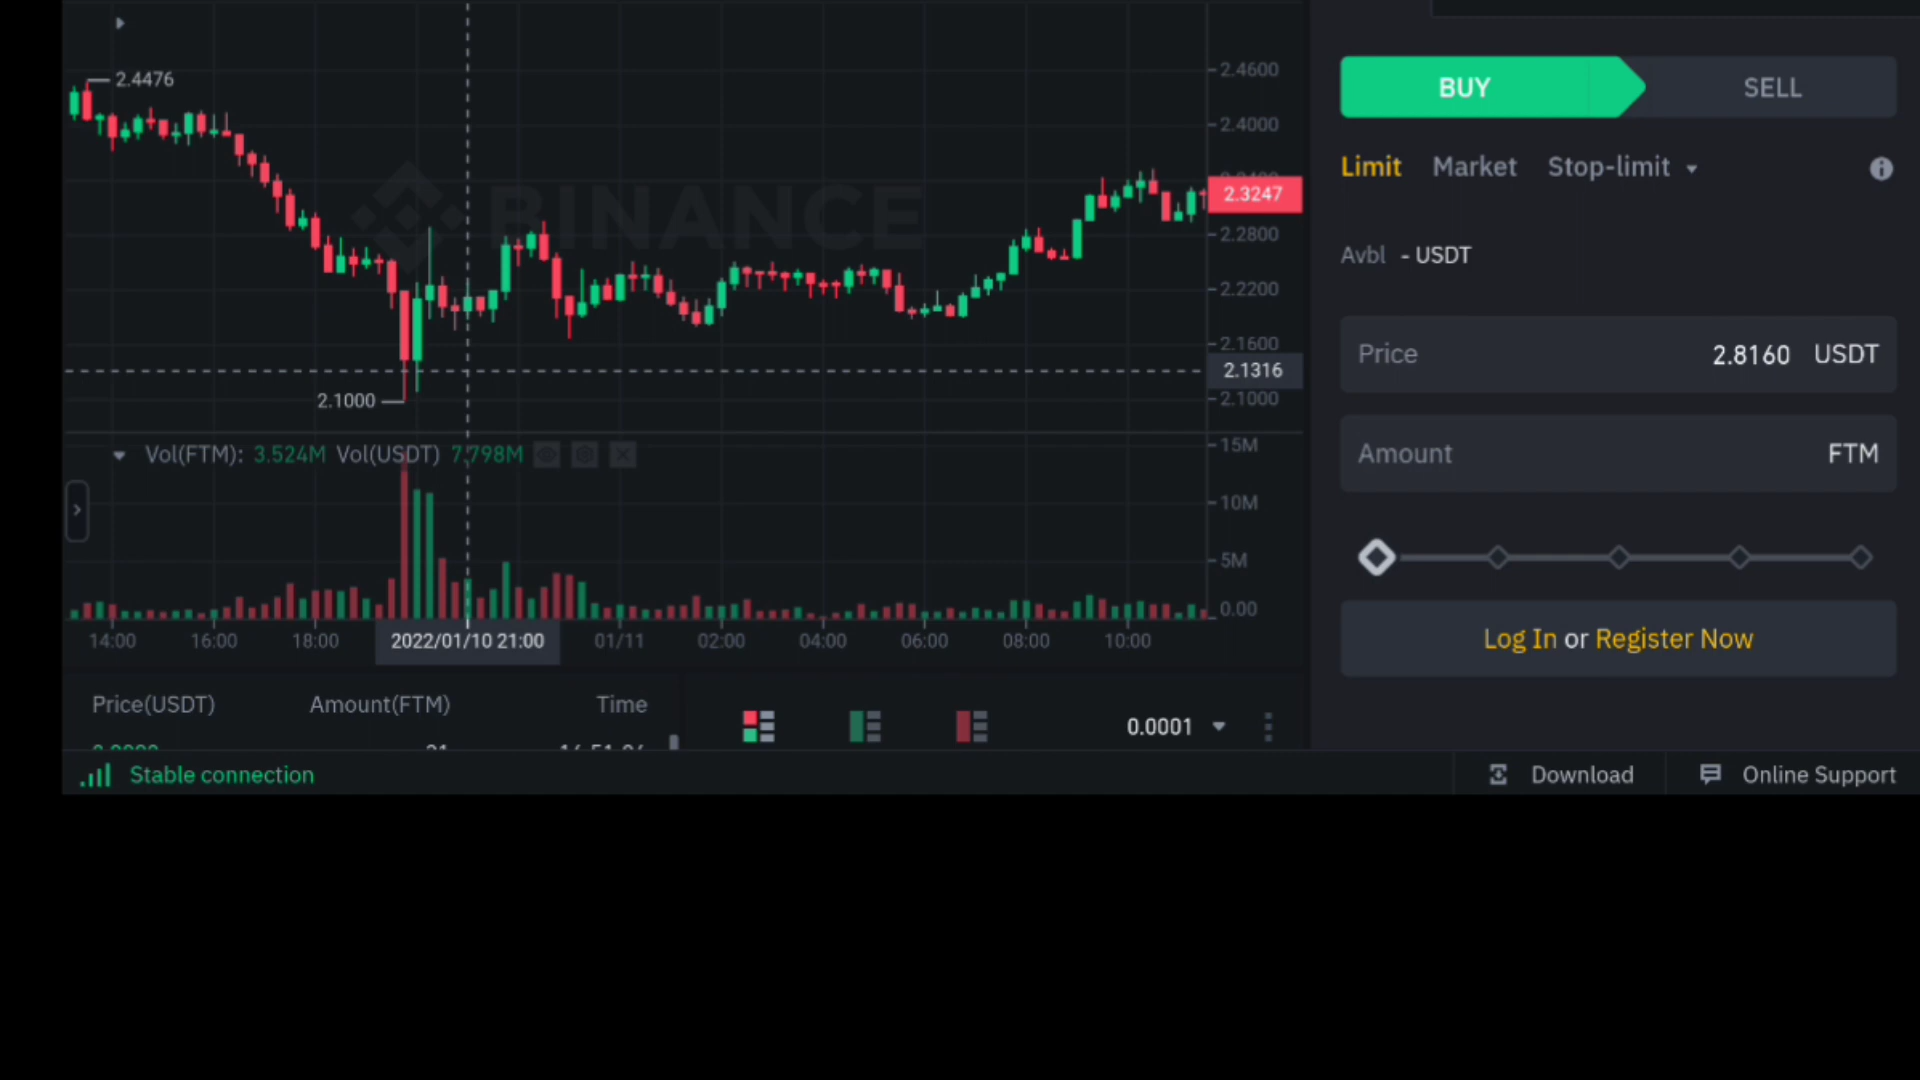 2.4476
2.4600
2.4000
2.3247
2.2800
2.2200
2.1600
2.1316
2.1000
2.1000
BINANCE
Vol(FTM): 3.524M Vol(USDT) 7.798M
15M
10M
5M
0.00
14:00 16:00 18:00 2022/01/10 21:00 01/11 02:00 04:00 06:00 08:00 10:00
Price(USDT) Amount(FTM) Time
0.0001
BUY SELL
Limit Market Stop-limit
Avbl - USDT
Price 2.8160 USDT
Amount FTM
Log In or Register Now
Stable connection
Download Online Support